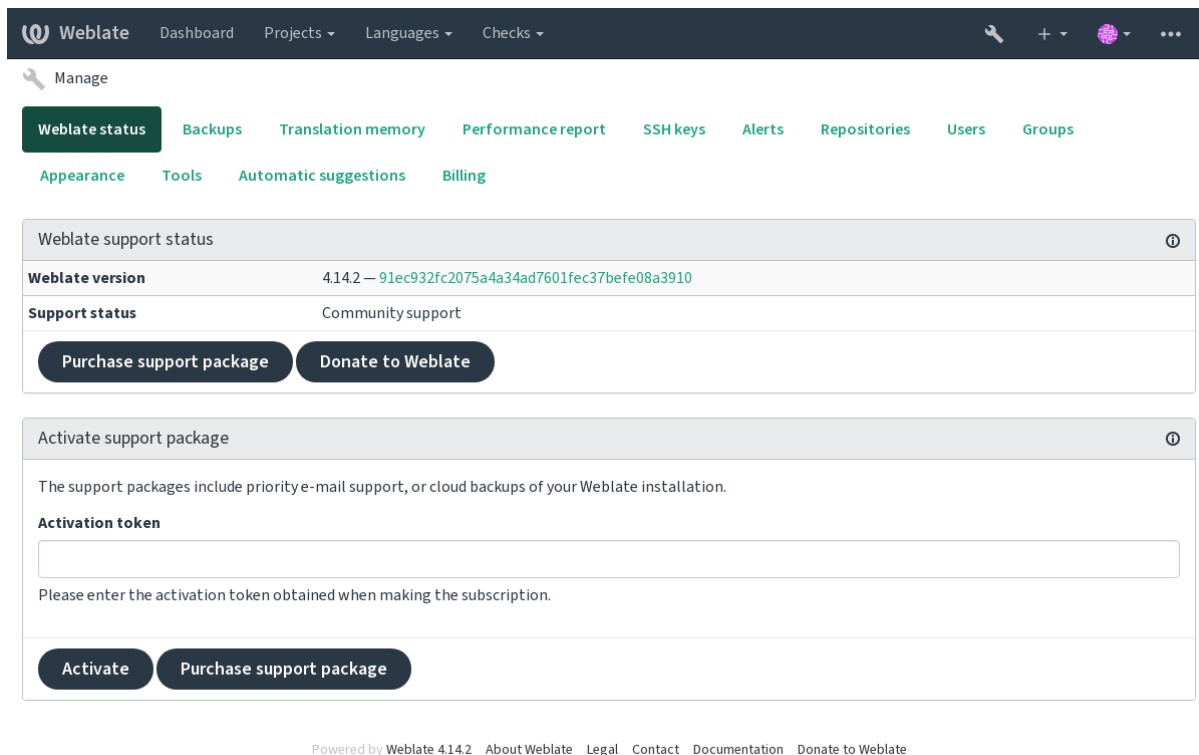 Weblate Dashboard Projects Languages Checks
Manage
Weblate status Backups Translation memory Performance report SSH keys Alerts Repositories Users Groups
Appearance Tools Automatic suggestions Billing
Weblate support status
Weblate version 4.14.2 — 91ec932fc2075a4a34ad7601fec37befe08a3910
Support status Community support
Purchase support package Donate to Weblate
Activate support package
The support packages include priority e-mail support, or cloud backups of your Weblate installation.
Activation token
Please enter the activation token obtained when making the subscription.
Activate Purchase support package
Powered by Weblate 4.14.2 About Weblate Legal Contact Documentation Donate to Weblate